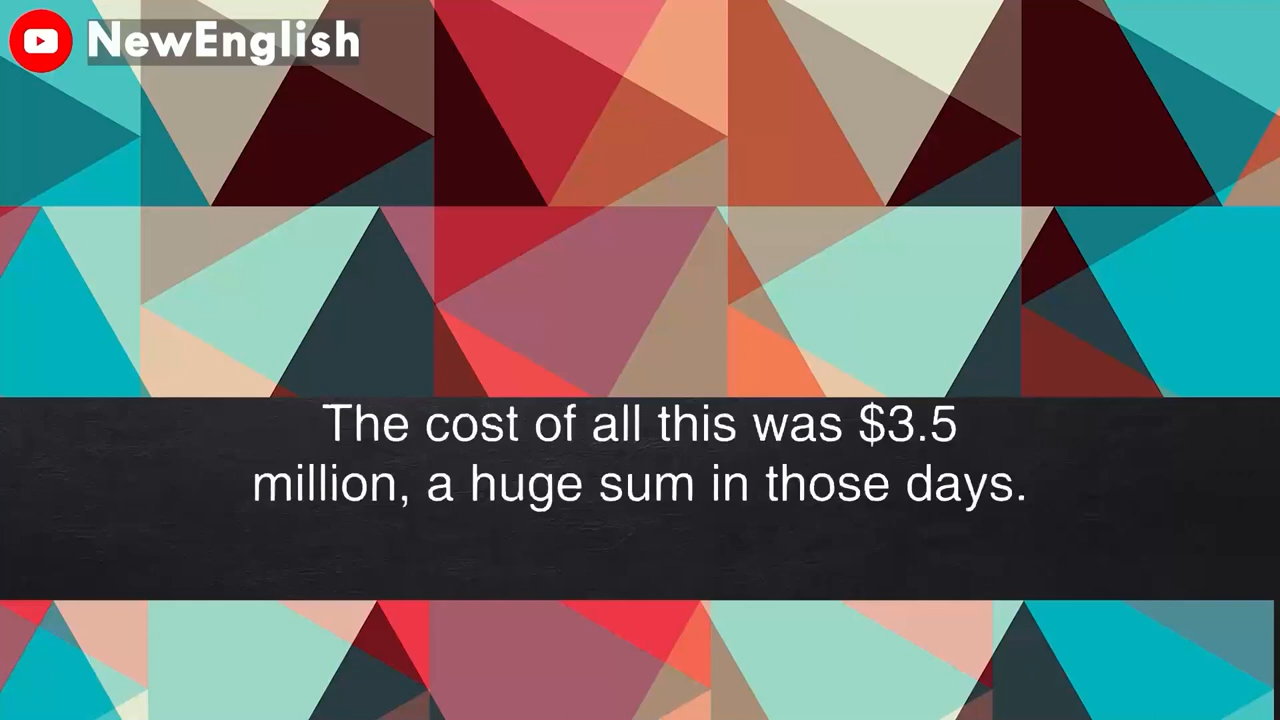 NewEnglish
The cost of all this was $3.5
million, a huge sum in those days.